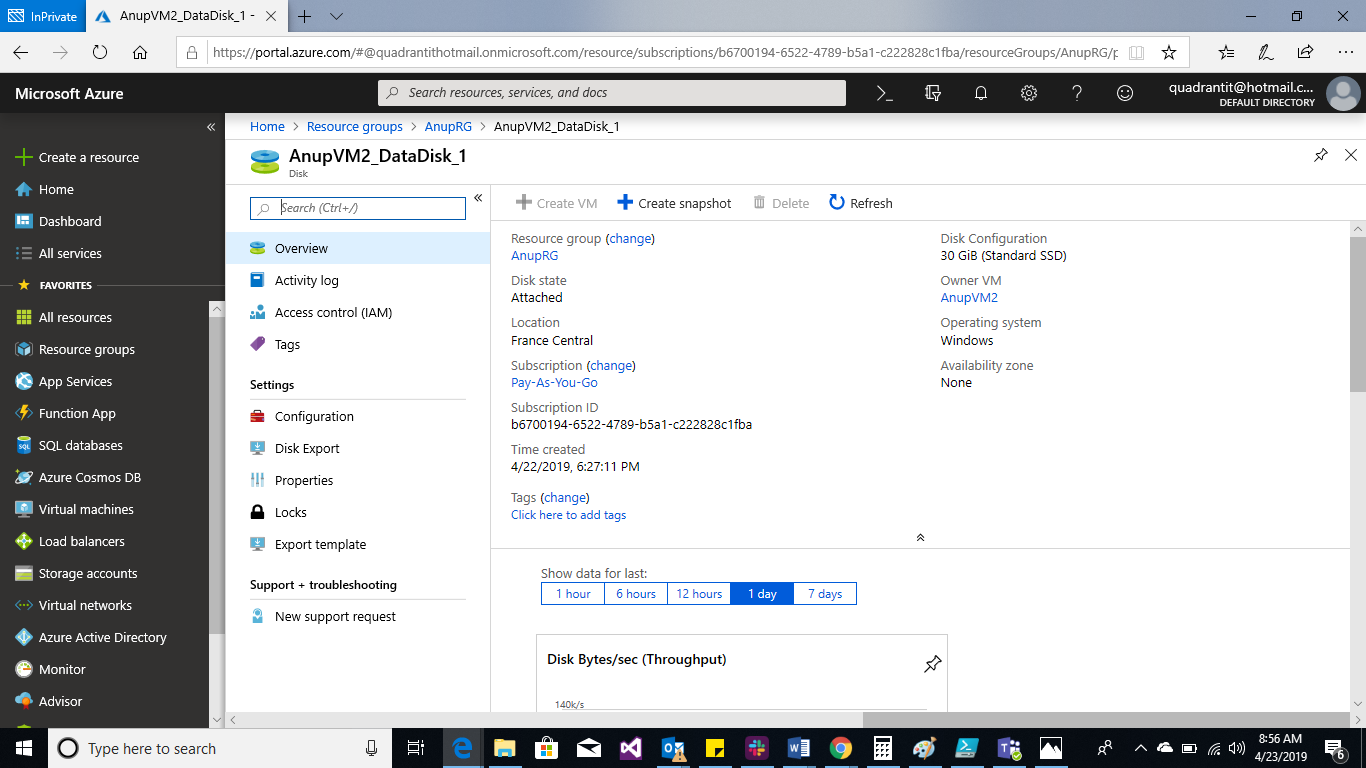 InPrivate
AnupVM2_DataDisk_1 -
https://portal.azure.com/#@quadrantithotmail.onmicrosoft.com/resource/subscriptions/b6700194-6522-4789-b5a1-c222828c1fba/resourceGroups/AnupRG/p
Microsoft Azure
Search resources, services, and docs
quadrantit@hotmail.c...
DEFAULT DIRECTORY
Create a resource
Home
Dashboard
All services
FAVORITES
All resources
Resource groups
App Services
Function App
SQL databases
Azure Cosmos DB
Virtual machines
Load balancers
Storage accounts
Virtual networks
Azure Active Directory
Monitor
Advisor
Home > Resource groups > AnupRG > AnupVM2_DataDisk_1
AnupVM2_DataDisk_1
Disk
Search (Ctrl+/)
Overview
Activity log
Access control (IAM)
Tags
Settings
Configuration
Disk Export
Properties
Locks
Export template
Support + troubleshooting
New support request
Create VM
Create snapshot
Delete
Refresh
Resource group (change)
AnupRG
Disk state
Attached
Location
France Central
Subscription (change)
Pay-As-You-Go
Subscription ID
b6700194-6522-4789-b5a1-c222828c1fba
Time created
4/22/2019, 6:27:11 PM
Tags (change)
Click here to add tags
Disk Configuration
30 GiB (Standard SSD)
Owner VM
AnupVM2
Operating system
Windows
Availability zone
None
Show data for last:
1 hour
6 hours
12 hours
1 day
7 days
Disk Bytes/sec (Throughput)
140k/s
Type here to search
8:56 AM
4/23/2019
6